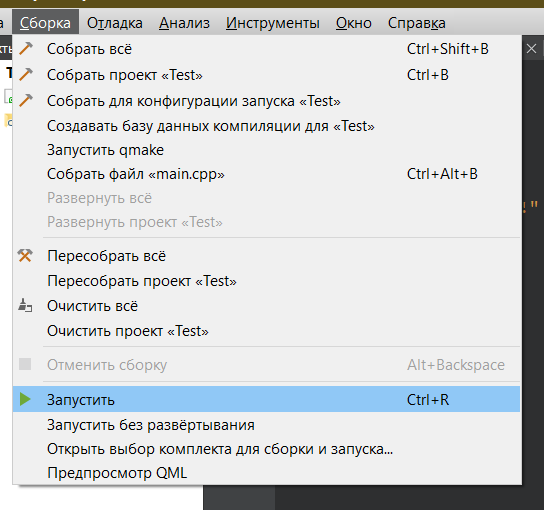 Сборка Отладка Анализ Инструменты Окно Справка
Собрать всё Ctrl+Shift+B
Собрать проект «Test» Ctrl+B
Собрать для конфигурации запуска «Test»
Создавать базу данных компиляции для «Test»
Запустить qmake
Собрать файл «main.cpp» Ctrl+Alt+B
Развернуть всё
!"
Развернуть проект «Test»
Пересобрать всё
Пересобрать проект «Test»
Очистить всё
Очистить проект «Test»
Отменить сборку Alt+Backspace
Запустить Ctrl+R
Запустить без развёртывания
Открыть выбор комплекта для сборки и запуска...
Предпросмотр QML